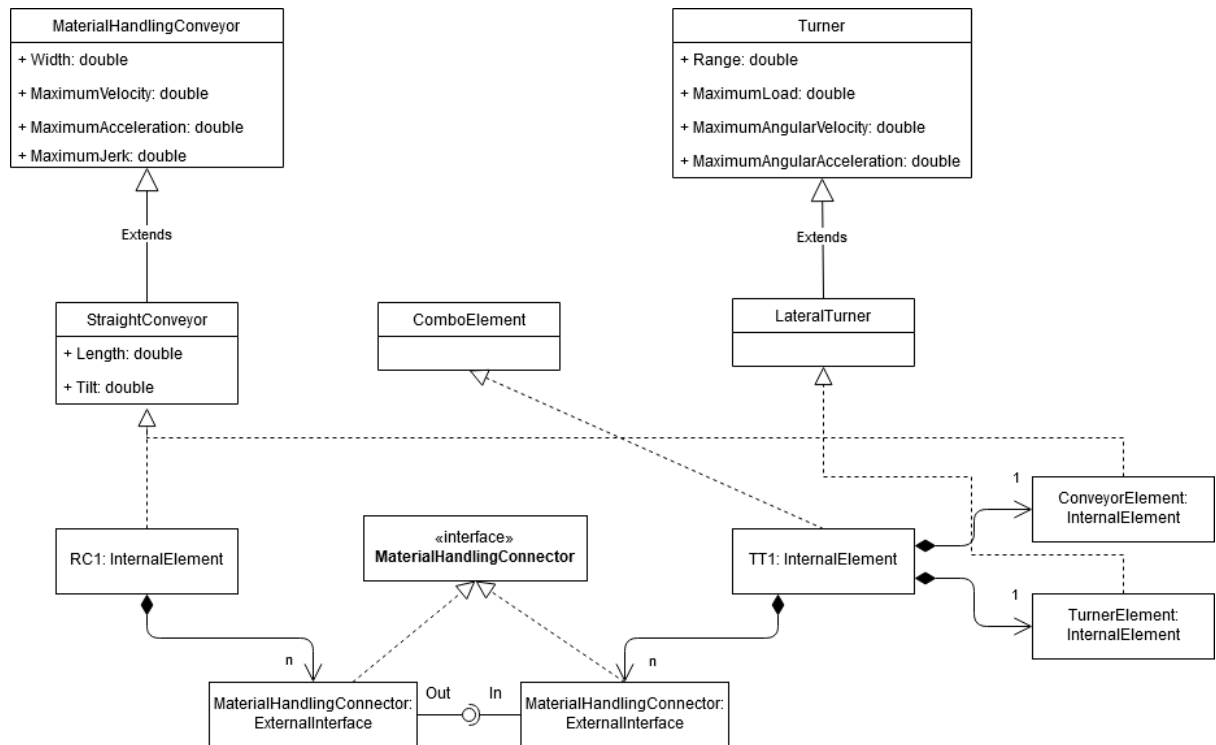 MaterialHandlingConveyor
+ Width: double
+ MaximumVelocity: double
+ MaximumAcceleration: double
+ MaximumJerk: double
Turner
+ Range: double
+ MaximumLoad: double
+ MaximumAngularVelocity: double
+ MaximumAngularAcceleration: double
Extends
Extends
StraightConveyor
+ Length: double
+ Tilt: double
ComboElement
LateralTurner
RC1: InternalElement
«interface»
MaterialHandlingConnector
TT1: InternalElement
1
ConveyorElement:
InternalElement
1
TurnerElement:
InternalElement
n
n
MaterialHandlingConnector:
ExternalInterface
Out
In
MaterialHandlingConnector:
ExternalInterface